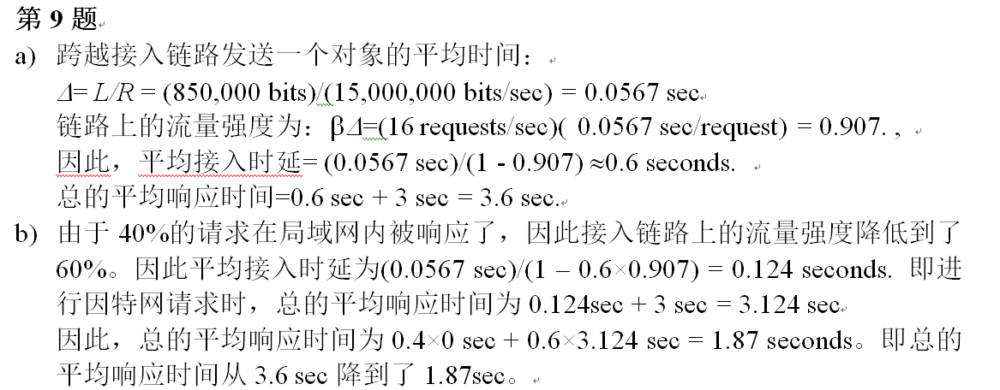 第 9 题
a) 跨越接入链路发送一个对象的平均时间：
Δ= L/R = (850,000 bits)/(15,000,000 bits/sec) = 0.0567 sec
链路上的流量强度为：βΔ=(16 requests/sec)( 0.0567 sec/request) = 0.907. ,
因此，平均接入时延= (0.0567 sec)/(1 - 0.907) ≈0.6 seconds.
总的平均响应时间=0.6 sec + 3 sec = 3.6 sec.
b) 由于 40%的请求在局域网内被响应了，因此接入链路上的流量强度降低到了
60%。因此平均接入时延为(0.0567 sec)/(1 – 0.6×0.907) = 0.124 seconds. 即进
行因特网请求时，总的平均响应时间为 0.124sec + 3 sec = 3.124 sec
因此，总的平均响应时间为 0.4×0 sec + 0.6×3.124 sec = 1.87 seconds。即总的
平均响应时间从 3.6 sec 降到了 1.87sec。